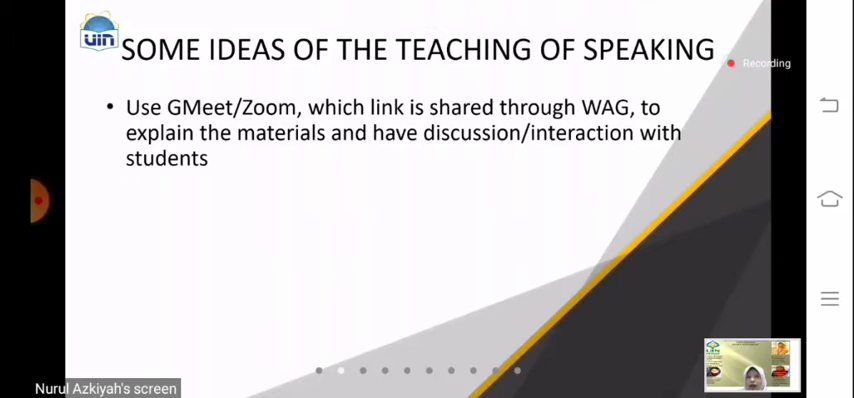 UIN
SOME IDEAS OF THE TEACHING OF SPEAKING
Recording
• Use GMeet/Zoom, which link is shared through WAG, to
explain the materials and have discussion/interaction with
students
Nurul Azkiyah's screen